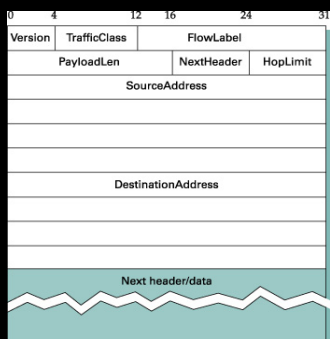 0 4 12 16 24 31
Version TrafficClass FlowLabel
PayloadLen NextHeader HopLimit
SourceAddress
DestinationAddress
Next header/data